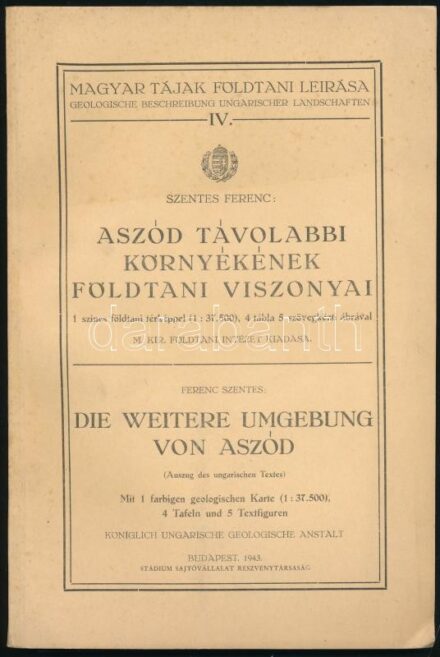 MAGYAR TÁJAK FÖLDTANI LEIRÁSA
GEOLOGISCHE BESCHREIBUNG UNGARISCHER LANDSCHAFTEN
IV.
SZENTES FERENC:
ASZÓD TÁVOLABBI
KÖRNYÉKÉNEK
FÖLDTANI VISZONYAI
1 színes földtani térképpel (1:37.500), 4 tábla 5 szövegközti ábrával
M. KIR. FÖLDTANI INTÉZET KIADÁSA.
darabanth
FERENC SZENTES:
DIE WEITERE UMGEBUNG
VON ASZÓD
(Auszug des ungarischen Textes)
Mit 1 farbigen geologischen Karte (1:37.500),
4 Tafeln und 5 Textfiguren
KÖNIGLICH UNGARISCHE GEOLOGISCHE ANSTALT
BUDAPEST, 1943.
STÁDIUM SAJTÓVÁLLALAT RÉSZVÉNYTÁRSASÁG